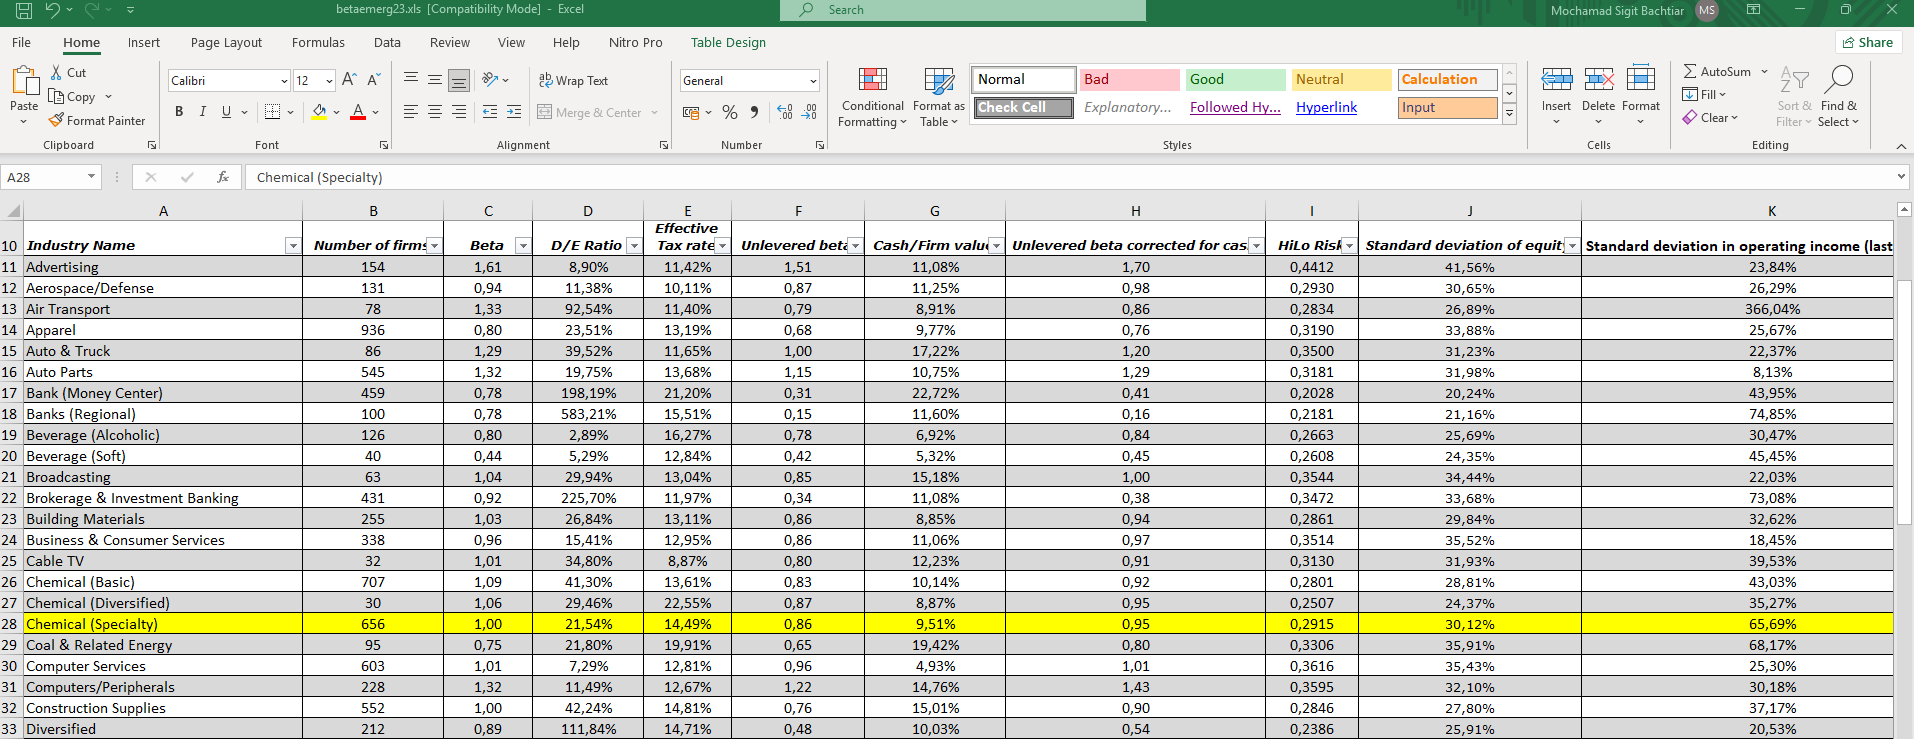 betaemerg23.xls [Compatibility Mode] - Excel Search Mochamad Sigit Bachtiar MS
File Home Insert Page Layout Formulas Data Review View Help Nitro Pro Table Design Share
Paste Cut Copy Format Painter Clipboard
Calibri 12 A A B I U A Font
Wrap Text Merge & Center Alignment
General % Number
Conditional Formatting Format as Table
Normal Bad Good Neutral Calculation
Check Cell Explanatory... Followed Hy... Hyperlink Input
Styles
Insert Delete Format Cells
AutoSum Fill Clear Sort & Filter Find & Select Editing
A28 fx Chemical (Specialty)
A B C D E F G H I J K
10 Industry Name Number of firms Beta D/E Ratio Effective Tax rate Unlevered beta Cash/Firm value Unlevered beta corrected for cas HiLo Risk Standard deviation of equity Standard deviation in operating income (last
11 Advertising 154 1,61 8,90% 11,42% 1,51 11,08% 1,70 0,4412 41,56% 23,84%
12 Aerospace/Defense 131 0,94 11,38% 10,11% 0,87 11,25% 0,98 0,2930 30,65% 26,29%
13 Air Transport 78 1,33 92,54% 11,40% 0,79 8,91% 0,86 0,2834 26,89% 366,04%
14 Apparel 936 0,80 23,51% 13,19% 0,68 9,77% 0,76 0,3190 33,88% 25,67%
15 Auto & Truck 86 1,29 39,52% 11,65% 1,00 17,22% 1,20 0,3500 31,23% 22,37%
16 Auto Parts 545 1,32 19,75% 13,68% 1,15 10,75% 1,29 0,3181 31,98% 8,13%
17 Bank (Money Center) 459 0,78 198,19% 21,20% 0,31 22,72% 0,41 0,2028 20,24% 43,95%
18 Banks (Regional) 100 0,78 583,21% 15,51% 0,15 11,60% 0,16 0,2181 21,16% 74,85%
19 Beverage (Alcoholic) 126 0,80 2,89% 16,27% 0,78 6,92% 0,84 0,2663 25,69% 30,47%
20 Beverage (Soft) 40 0,44 5,29% 12,84% 0,42 5,32% 0,45 0,2608 24,35% 45,45%
21 Broadcasting 63 1,04 29,94% 13,04% 0,85 15,18% 1,00 0,3544 34,44% 22,03%
22 Brokerage & Investment Banking 431 0,92 225,70% 11,97% 0,34 11,08% 0,38 0,3472 33,68% 73,08%
23 Building Materials 255 1,03 26,84% 13,11% 0,86 8,85% 0,94 0,2861 29,84% 32,62%
24 Business & Consumer Services 338 0,96 15,41% 12,95% 0,86 11,06% 0,97 0,3514 35,52% 18,45%
25 Cable TV 32 1,01 34,80% 8,87% 0,80 12,23% 0,91 0,3130 31,93% 39,53%
26 Chemical (Basic) 707 1,09 41,30% 13,61% 0,83 10,14% 0,92 0,2801 28,81% 43,03%
27 Chemical (Diversified) 30 1,06 29,46% 22,55% 0,87 8,87% 0,95 0,2507 24,37% 35,27%
28 Chemical (Specialty) 656 1,00 21,54% 14,49% 0,86 9,51% 0,95 0,2915 30,12% 65,69%
29 Coal & Related Energy 95 0,75 21,80% 19,91% 0,65 19,42% 0,80 0,3306 35,91% 68,17%
30 Computer Services 603 1,01 7,29% 12,81% 0,96 4,93% 1,01 0,3616 35,43% 25,30%
31 Computers/Peripherals 228 1,32 11,49% 12,67% 1,22 14,76% 1,43 0,3595 32,10% 30,18%
32 Construction Supplies 552 1,00 42,24% 14,81% 0,76 15,01% 0,90 0,2846 27,80% 37,17%
33 Diversified 212 0,89 111,84% 14,71% 0,48 10,03% 0,54 0,2386 25,91% 20,53%